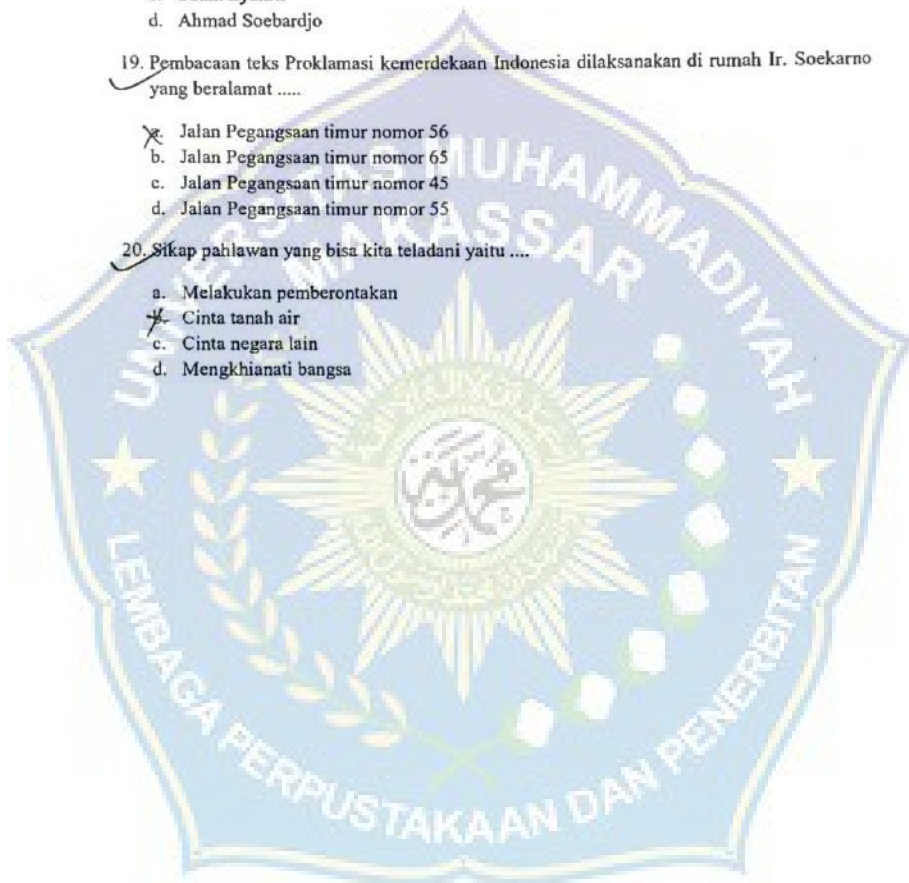 d. Ahmad Soebardjo
19. Pembacaan teks Proklamasi kemerdekaan Indonesia dilaksanakan di rumah Ir. Soekarno
yang beralamat .....
a. Jalan Pegangsaan timur nomor 56
b. Jalan Pegangsaan timur nomor 65
c. Jalan Pegangsaan timur nomor 45
d. Jalan Pegangsaan timur nomor 55
20. Sikap pahlawan yang bisa kita teladani yaitu ....
a. Melakukan pemberontakan
b. Cinta tanah air
c. Cinta negara lain
d. Mengkhianati bangsa
UNIVERSITAS MUHAMMADIYAH
MAKASSAR
LEMBAGA PERPUSTAKAAN DAN PENERBITAN